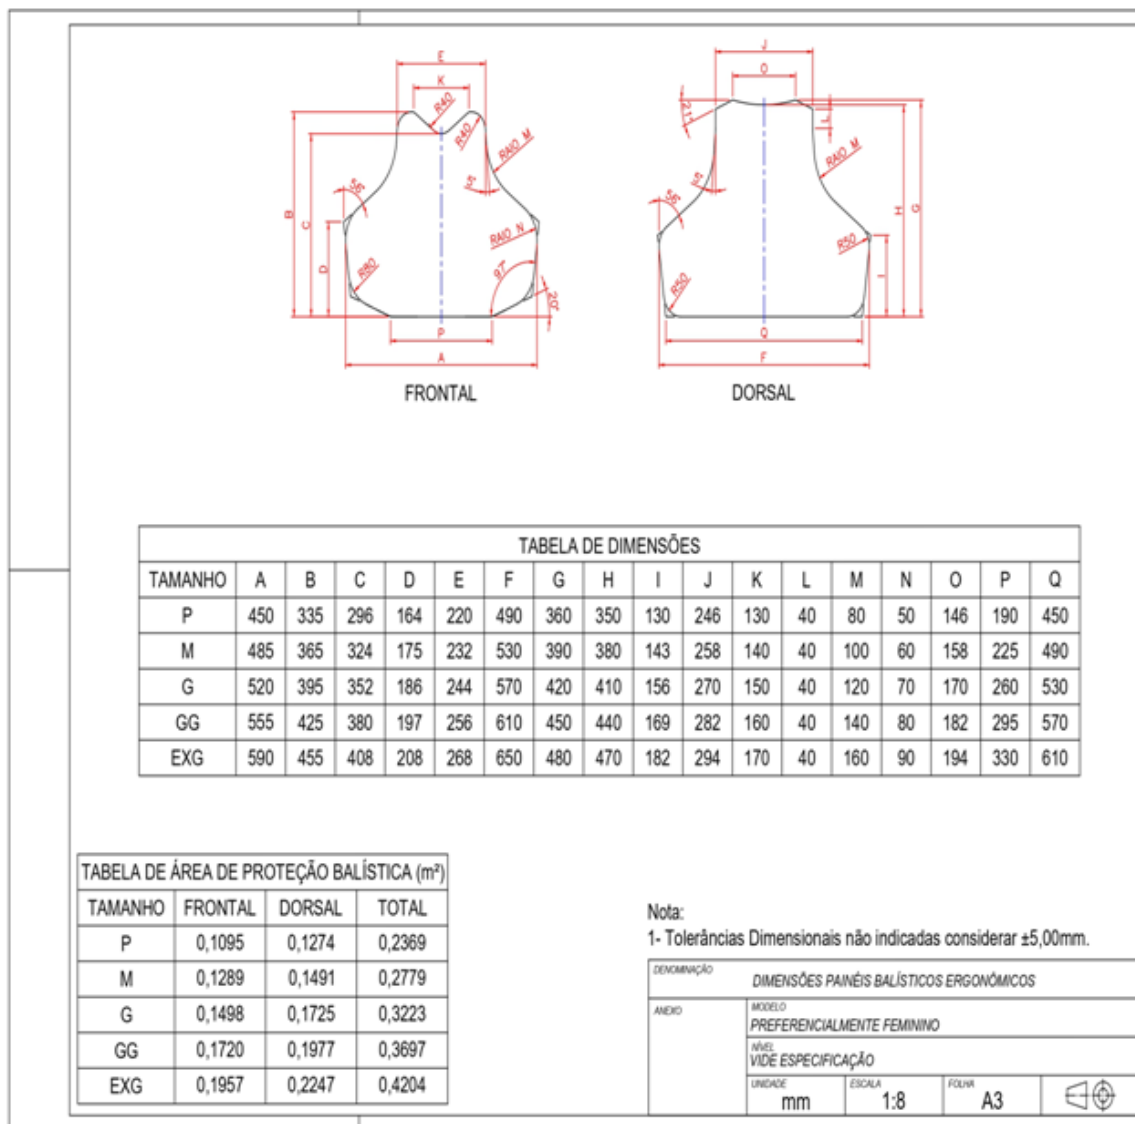 E
K
R40
R40
RAIO M
5°
58°
B
C
D
RAIO N
R80
97°
20°
P
A
FRONTAL
J
O
21°
L
RAIO M
5°
58°
H
G
R50
I
R50
Q
F
DORSAL
TABELA DE DIMENSÕES
TAMANHO A B C D E F G H I J K L M N O P Q
P 450 335 296 164 220 490 360 350 130 246 130 40 80 50 146 190 450
M 485 365 324 175 232 530 390 380 143 258 140 40 100 60 158 225 490
G 520 395 352 186 244 570 420 410 156 270 150 40 120 70 170 260 530
GG 555 425 380 197 256 610 450 440 169 282 160 40 140 80 182 295 570
EXG 590 455 408 208 268 650 480 470 182 294 170 40 160 90 194 330 610
TABELA DE ÁREA DE PROTEÇÃO BALÍSTICA (m²)
TAMANHO FRONTAL DORSAL TOTAL
P 0,1095 0,1274 0,2369
M 0,1289 0,1491 0,2779
G 0,1498 0,1725 0,3223
GG 0,1720 0,1977 0,3697
EXG 0,1957 0,2247 0,4204
Nota:
1- Tolerâncias Dimensionais não indicadas considerar ±5,00mm.
DENOMINAÇÃO
DIMENSÕES PAINÉIS BALÍSTICOS ERGONÔMICOS
ANEXO
MODELO
PREFERENCIALMENTE FEMININO
NÍVEL
VIDE ESPECIFICAÇÃO
UNIDADE
mm
ESCALA
1:8
FOLHA
A3